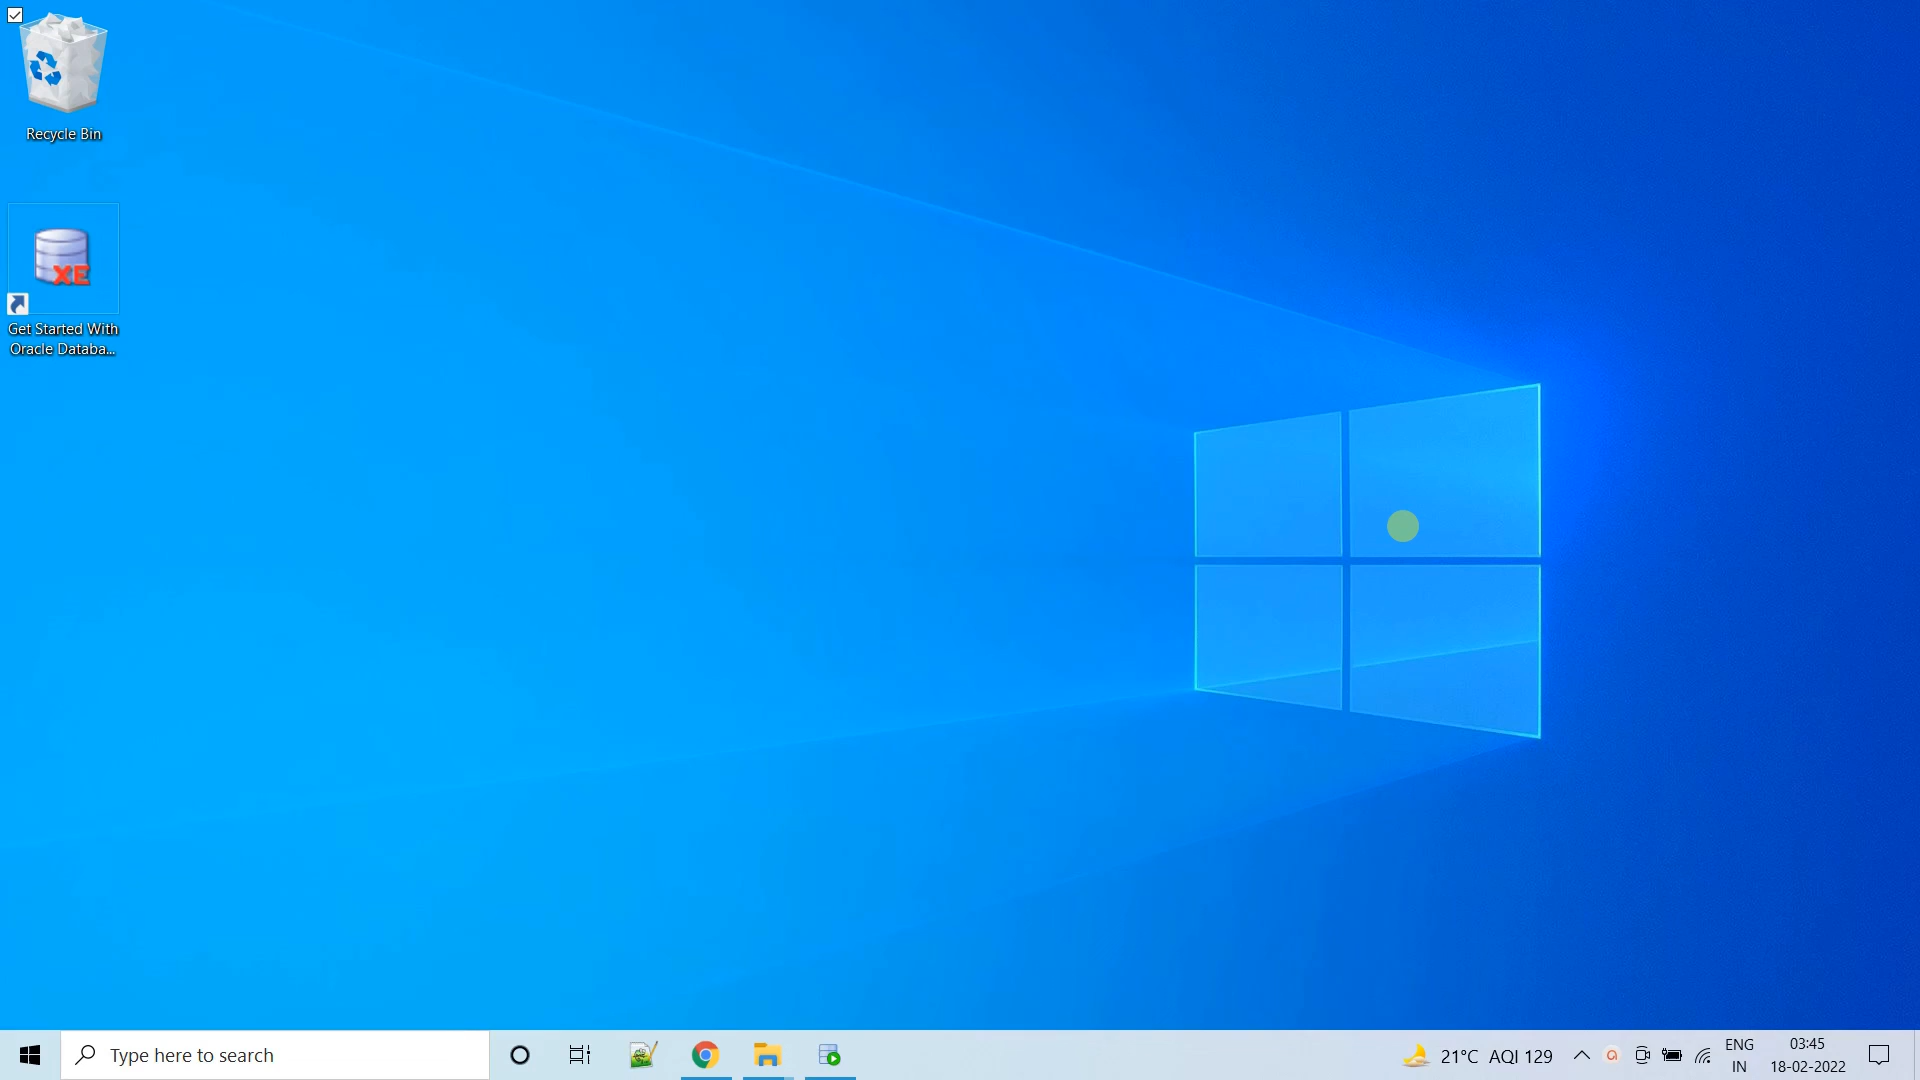 Recycle Bin
XE
Get Started With
Oracle Databa...
Type here to search
21°C AQI 129
ENG
IN
03:45
18-02-2022